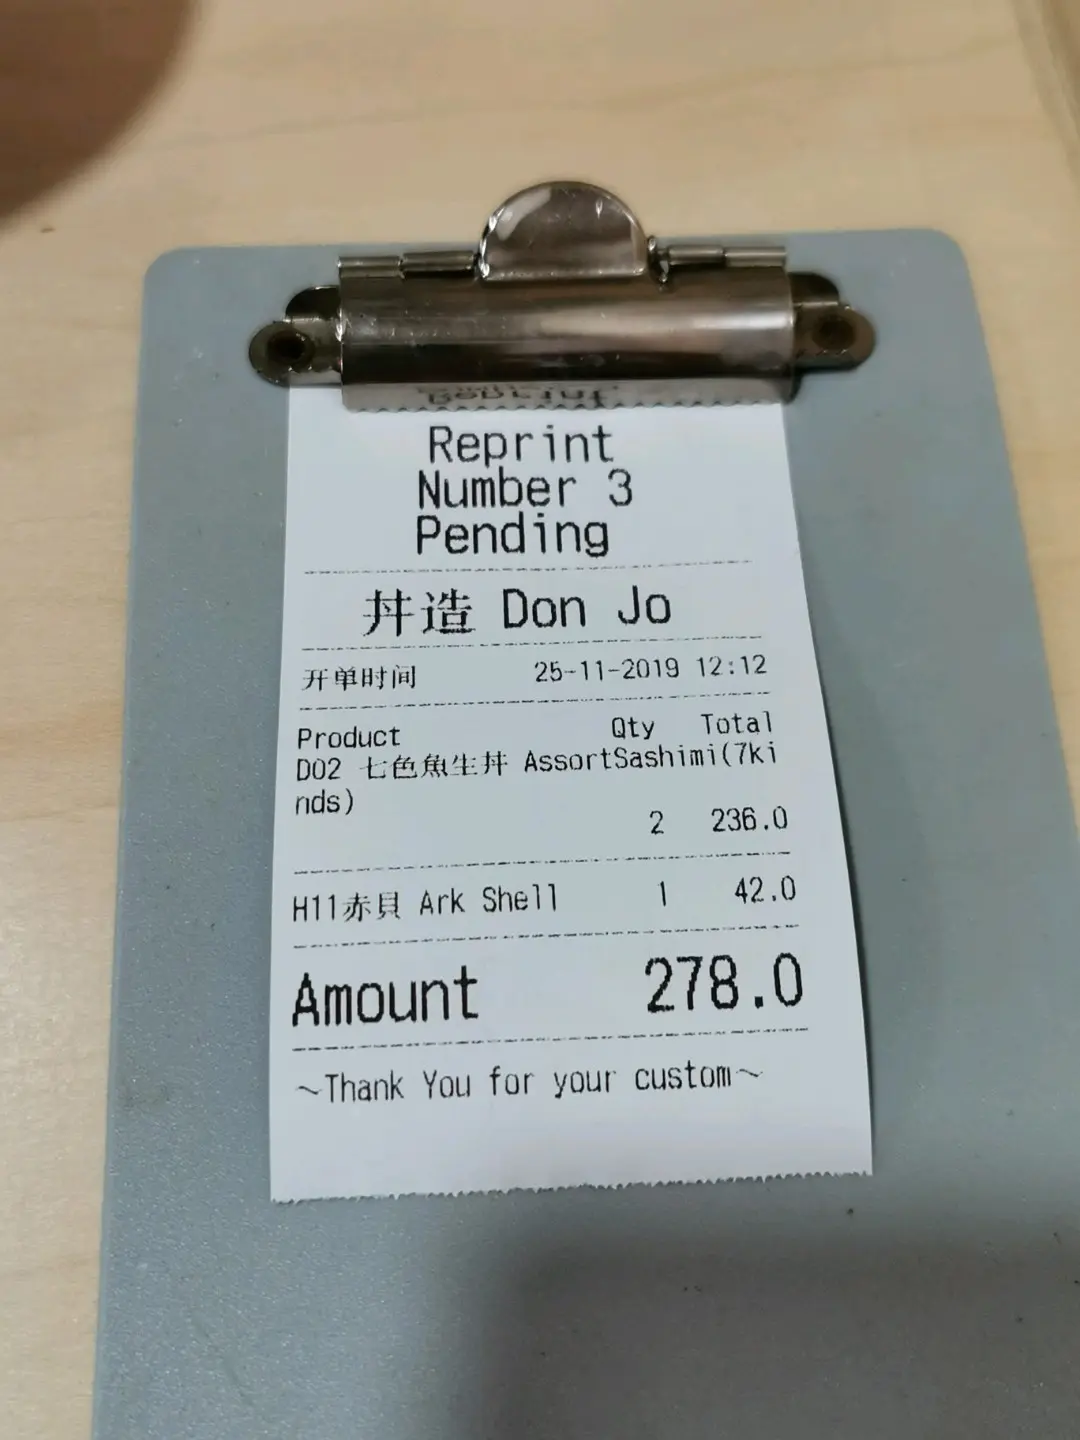 Reprint
Number 3
Pending
丼造 Don Jo
开单时间 25-11-2019 12:12
Product Qty Total
D02 七色魚生丼 AssortSashimi(7ki
nds)
2 236.0
H11赤貝 Ark Shell 1 42.0
Amount 278.0
~Thank You for your custom~